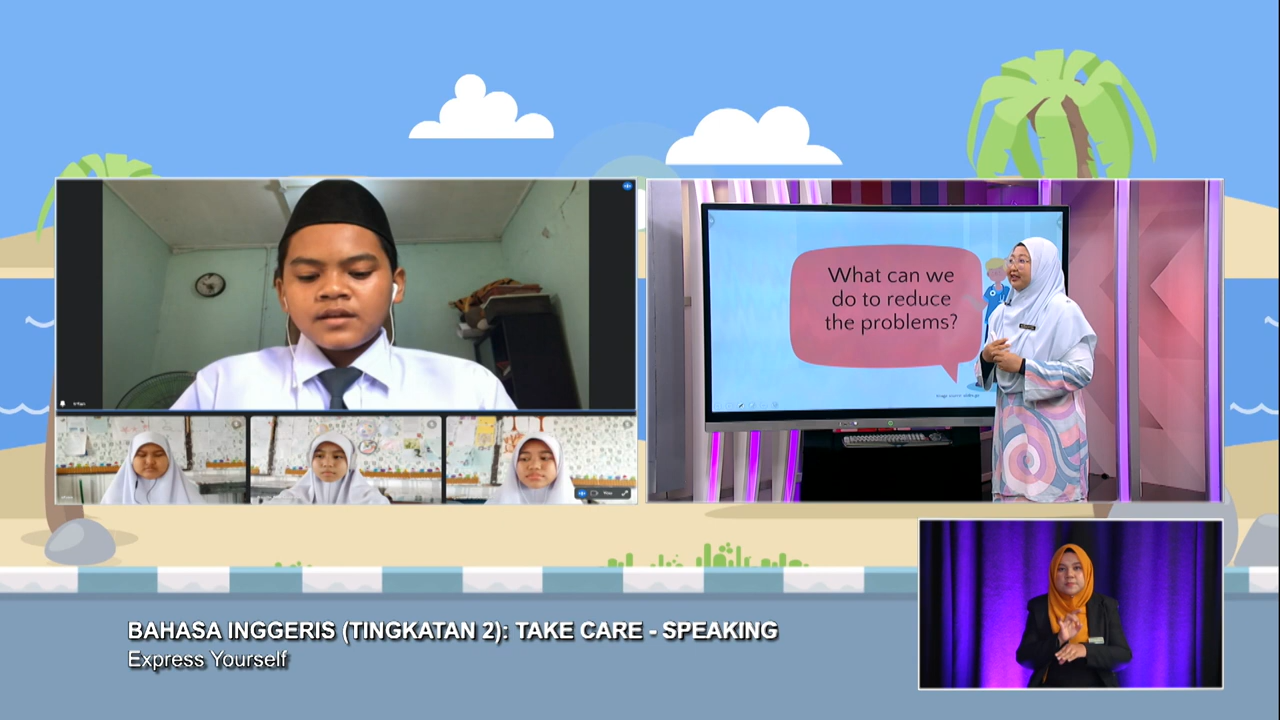 What can we
do to reduce
the problems?
BAHASA INGGERIS (TINGKATAN 2): TAKE CARE - SPEAKING
Express Yourself